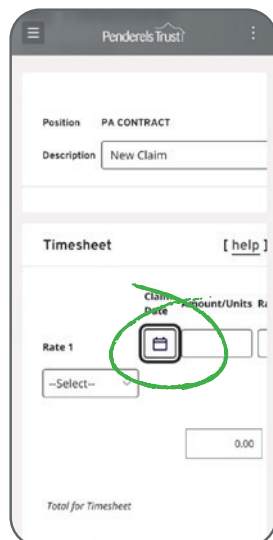 Penderels Trust
Position PA CONTRACT
Description New Claim
Timesheet [ help ]
Claim Date Amount/Units Ra
Rate 1
--Select--
0.00
Total for Timesheet